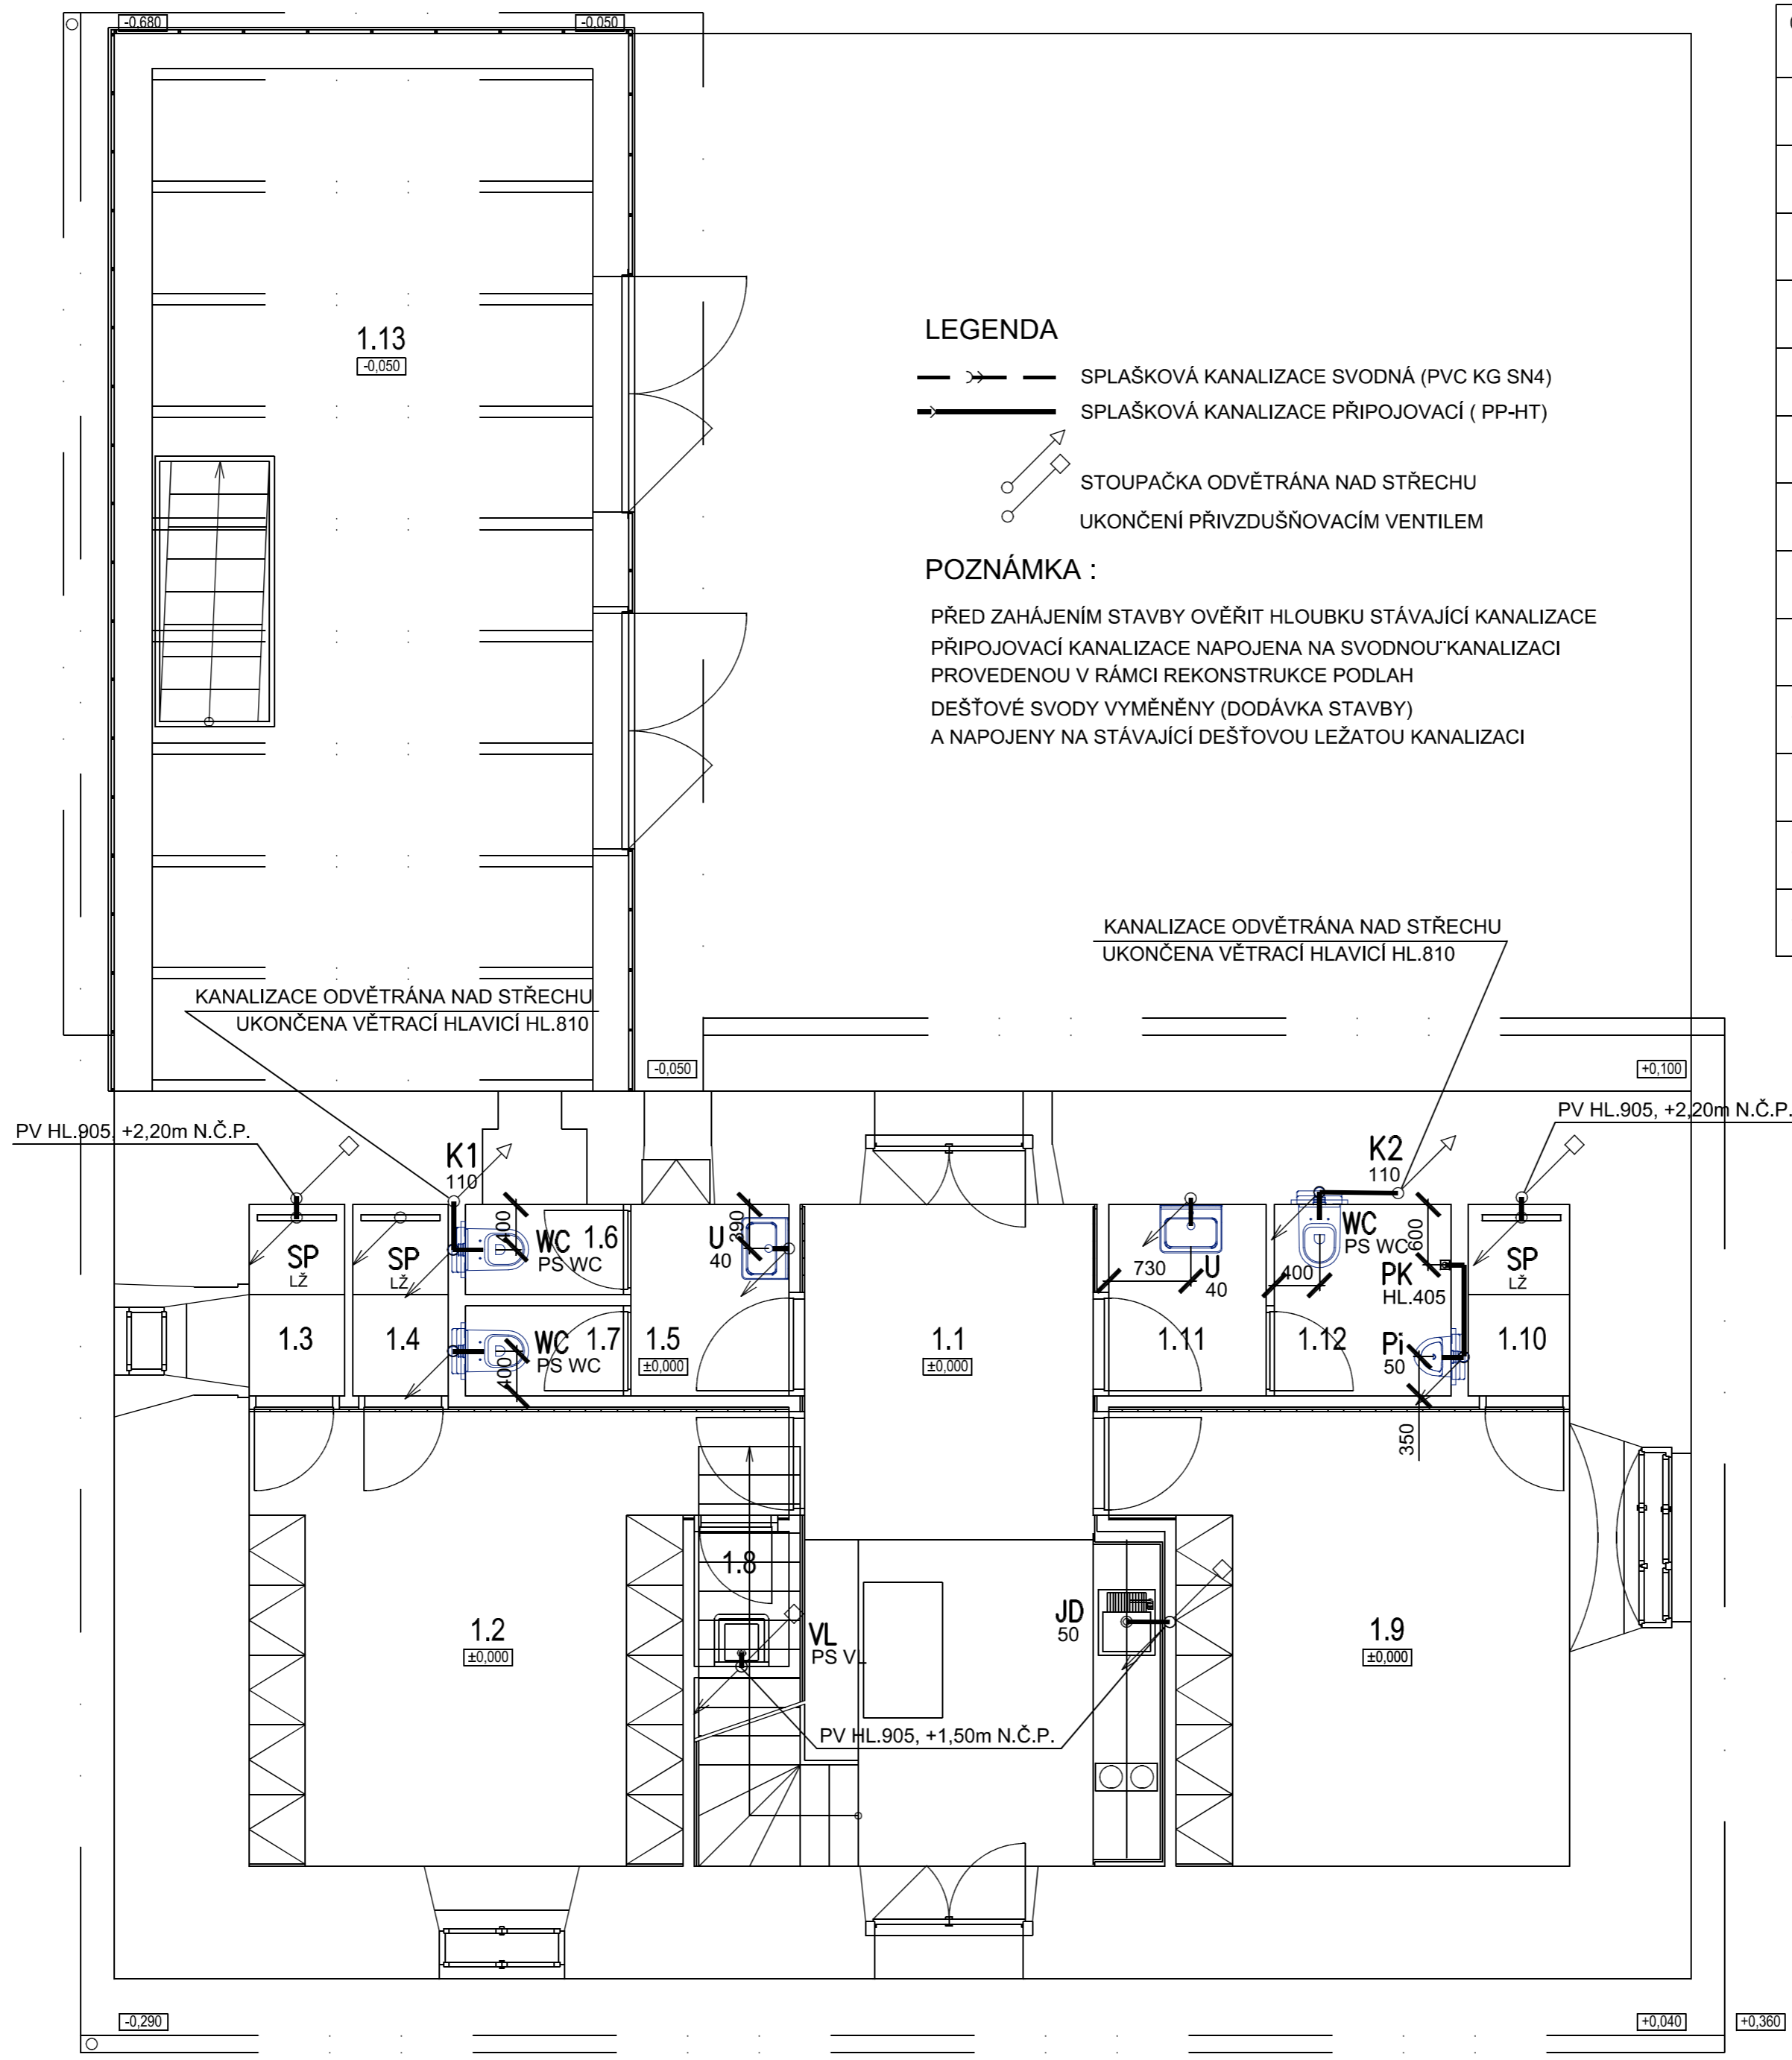 -0,680
-0,050
1.13
-0,050
LEGENDA
SPLAŠKOVÁ KANALIZACE SVODNÁ (PVC KG SN4)
SPLAŠKOVÁ KANALIZACE PŘIPOJOVACÍ ( PP-HT)
STOUPAČKA ODVĚTRÁNA NAD STŘECHU
UKONČENÍ PŘIVZDUŠŇOVACÍM VENTILEM
POZNÁMKA :
PŘED ZAHÁJENÍM STAVBY OVĚŘIT HLOUBKU STÁVAJÍCÍ KANALIZACE
PŘIPOJOVACÍ KANALIZACE NAPOJENA NA SVODNOU¨KANALIZACI
PROVEDENOU V RÁMCI REKONSTRUKCE PODLAH
DEŠŤOVÉ SVODY VYMĚNĚNY (DODÁVKA STAVBY)
A NAPOJENY NA STÁVAJÍCÍ DEŠŤOVOU LEŽATOU KANALIZACI
KANALIZACE ODVĚTRÁNA NAD STŘECHU
UKONČENA VĚTRACÍ HLAVICÍ HL.810
KANALIZACE ODVĚTRÁNA NAD STŘECHU
UKONČENA VĚTRACÍ HLAVICÍ HL.810
-0,050
+0,100
PV HL.905, +2,20m N.Č.P.
PV HL.905, +2,20m N.Č.P.
K1
110
K2
110
SP
LŽ
SP
LŽ
400
WC
PS WC
1.6
U
40
390
730
U
40
400
WC
PS WC
600
PK
HL.405
SP
LŽ
1.3
1.4
WC
PS WC
400
1.7
1.5
±0,000
1.1
±0,000
1.11
1.12
Pi
50
350
1.10
1.8
1.2
±0,000
VL
PS VL
JD
50
1.9
±0,000
PV HL.905, +1,50m N.Č.P.
-0,290
+0,040
+0,360